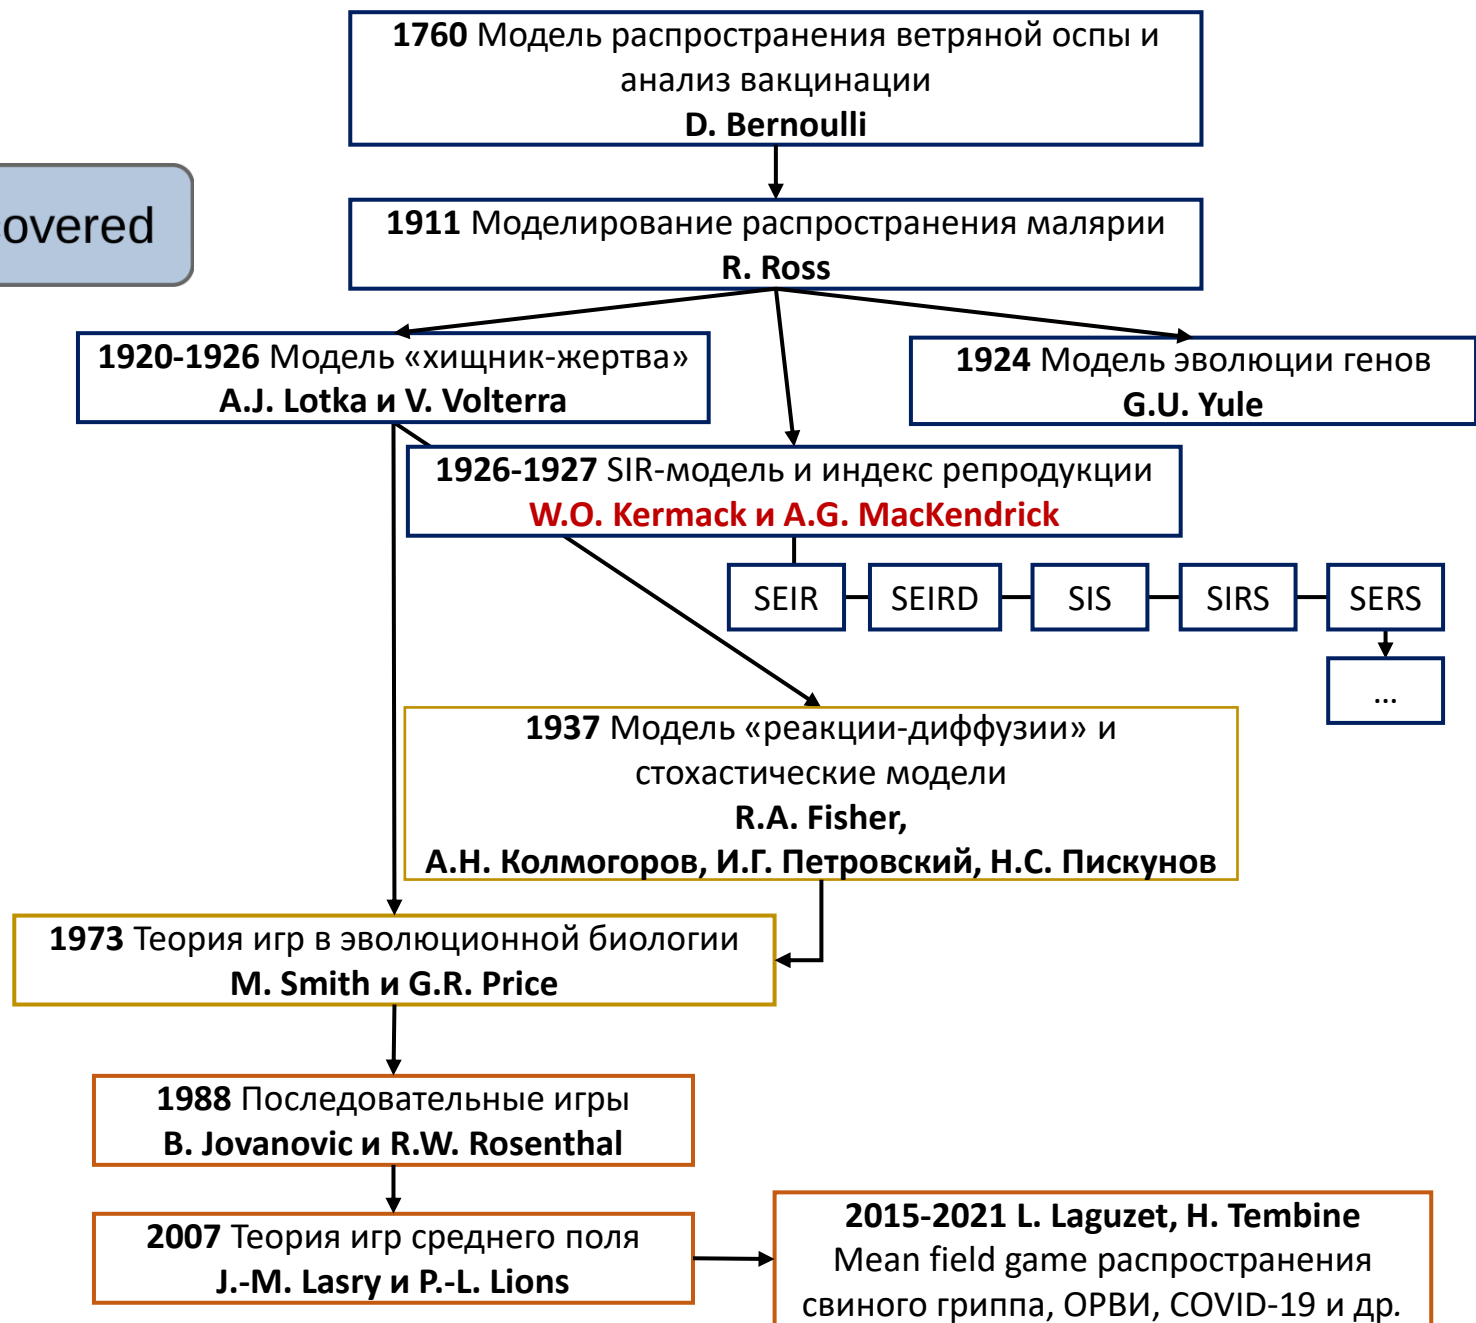 1760 Модель распространения ветряной оспы и
анализ вакцинации
D. Bernoulli
overed
1911 Моделирование распространения малярии
R. Ross
1920-1926 Модель «хищник-жертва»
A.J. Lotka и V. Volterra
1924 Модель эволюции генов
G.U. Yule
1926-1927 SIR-модель и индекс репродукции
W.O. Kermack и A.G. MacKendrick
SEIR
SEIRD
SIS
SIRS
SERS
...
1937 Модель «реакции-диффузии» и
стохастические модели
R.A. Fisher,
А.Н. Колмогоров, И.Г. Петровский, Н.С. Пискунов
1973 Теория игр в эволюционной биологии
M. Smith и G.R. Price
1988 Последовательные игры
B. Jovanovic и R.W. Rosenthal
2007 Теория игр среднего поля
J.-M. Lasry и P.-L. Lions
2015-2021 L. Laguzet, H. Tembine
Mean field game распространения
свиного гриппа, ОРВИ, COVID-19 и др.